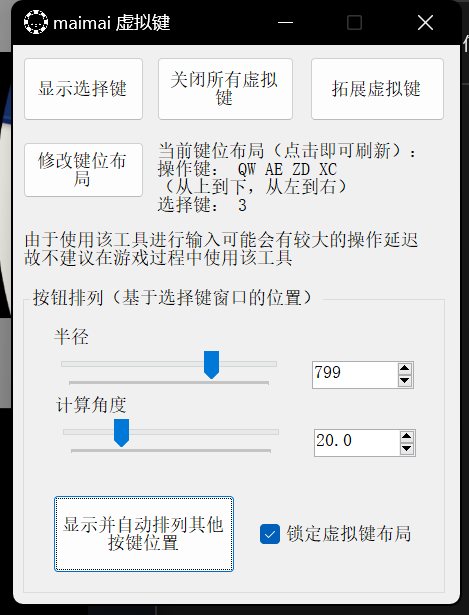 maimai 虚拟键
显示选择键
关闭所有虚拟
键
拓展虚拟键
修改键位布
局
当前键位布局（点击即可刷新）：
操作键： QW AE ZD XC
（从上到下，从左到右）
选择键： 3
由于使用该工具进行输入可能会有较大的操作延迟
故不建议在游戏过程中使用该工具
按钮排列（基于选择键窗口的位置）
半径
799
计算角度
20.0
显示并自动排列其他
按键位置
锁定虚拟键布局